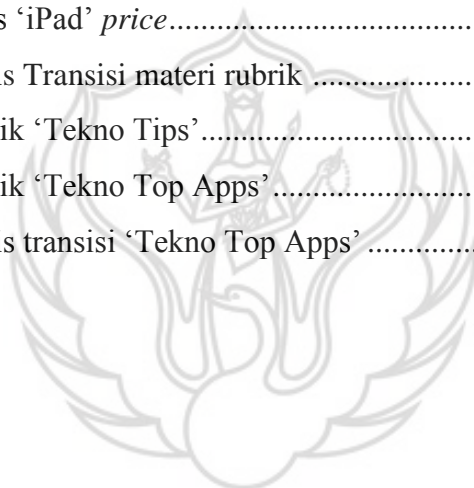 s ‘iPad’ price....................................
s Transisi materi rubrik ....................
ik ‘Tekno Tips’...............................
ik ‘Tekno Top Apps’.......................
s transisi ‘Tekno Top Apps’ .............